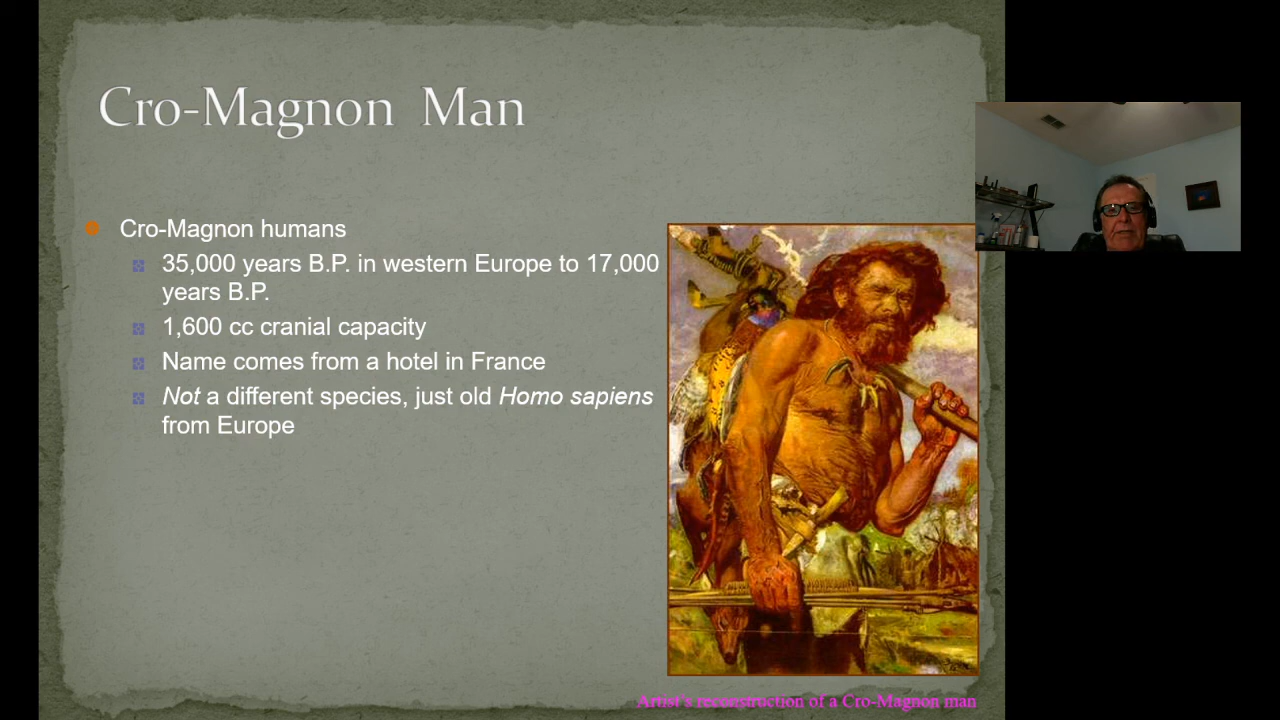 Cro-Magnon Man
Cro-Magnon humans
35,000 years B.P. in western Europe to 17,000
years B.P.
1,600 cc cranial capacity
Name comes from a hotel in France
Not a different species, just old Homo sapiens
from Europe
Artist's reconstruction of a Cro-Magnon man